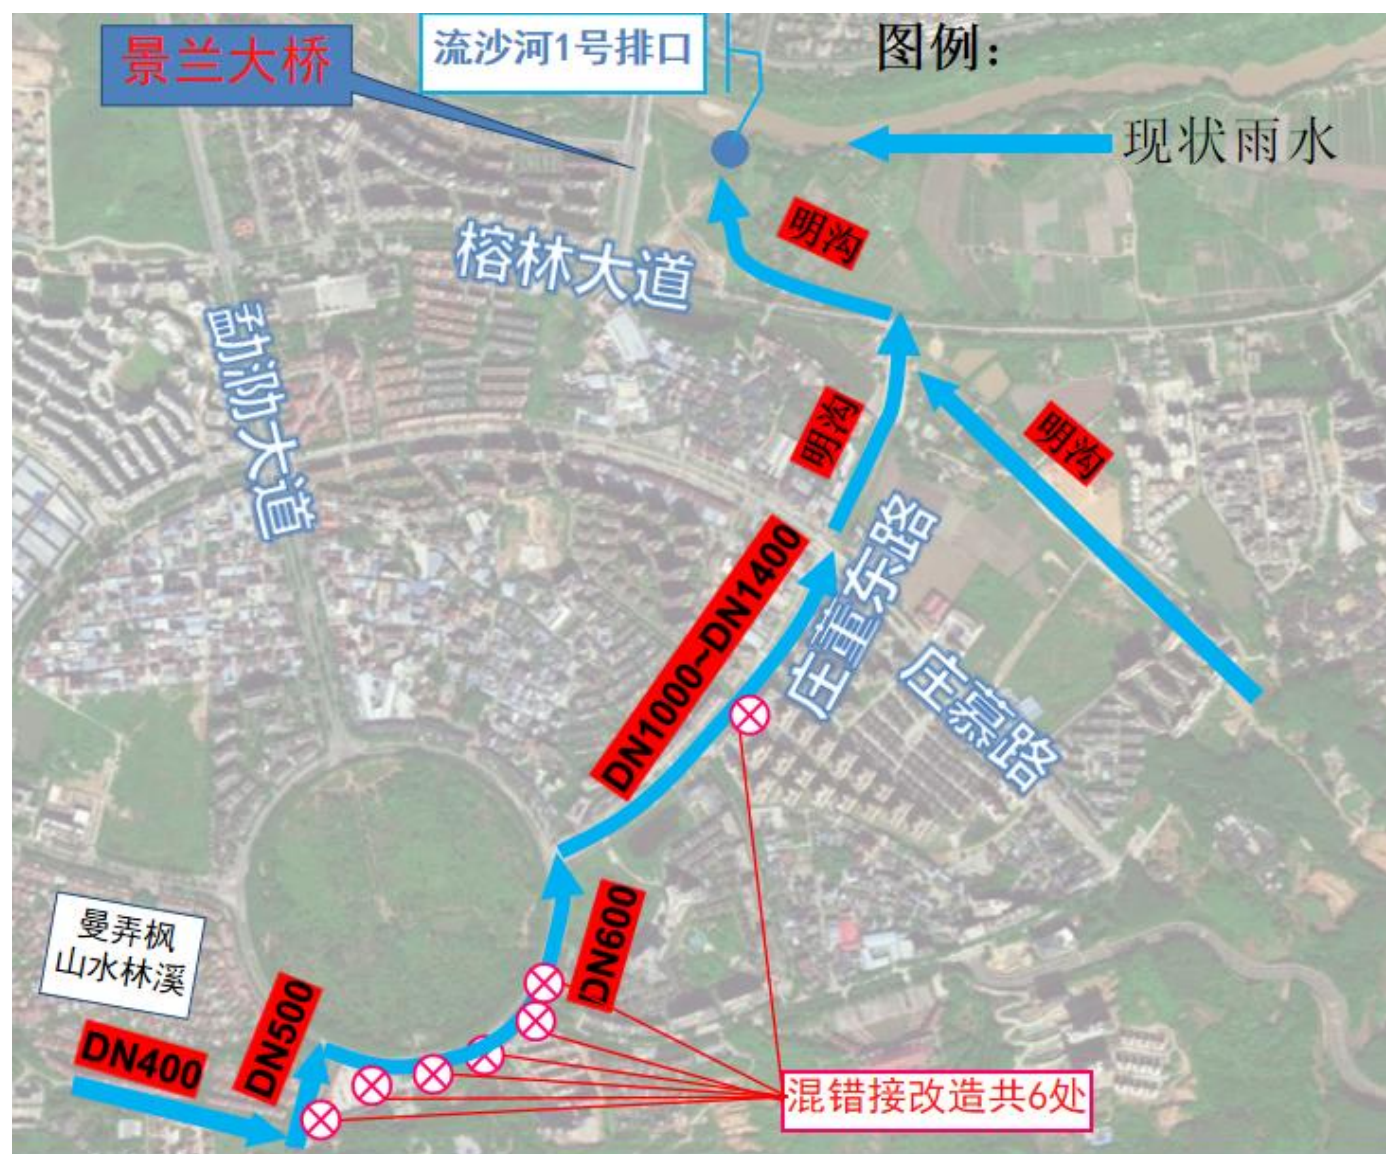 景兰大桥
流沙河1号排口
图例：
现状雨水
明沟
榕林大道
勐泐大道
明沟
明沟
DN1000~DN1400
庄董东路
庄慕路
曼弄枫
山水林溪
DN600
DN500
DN400
混错接改造共6处